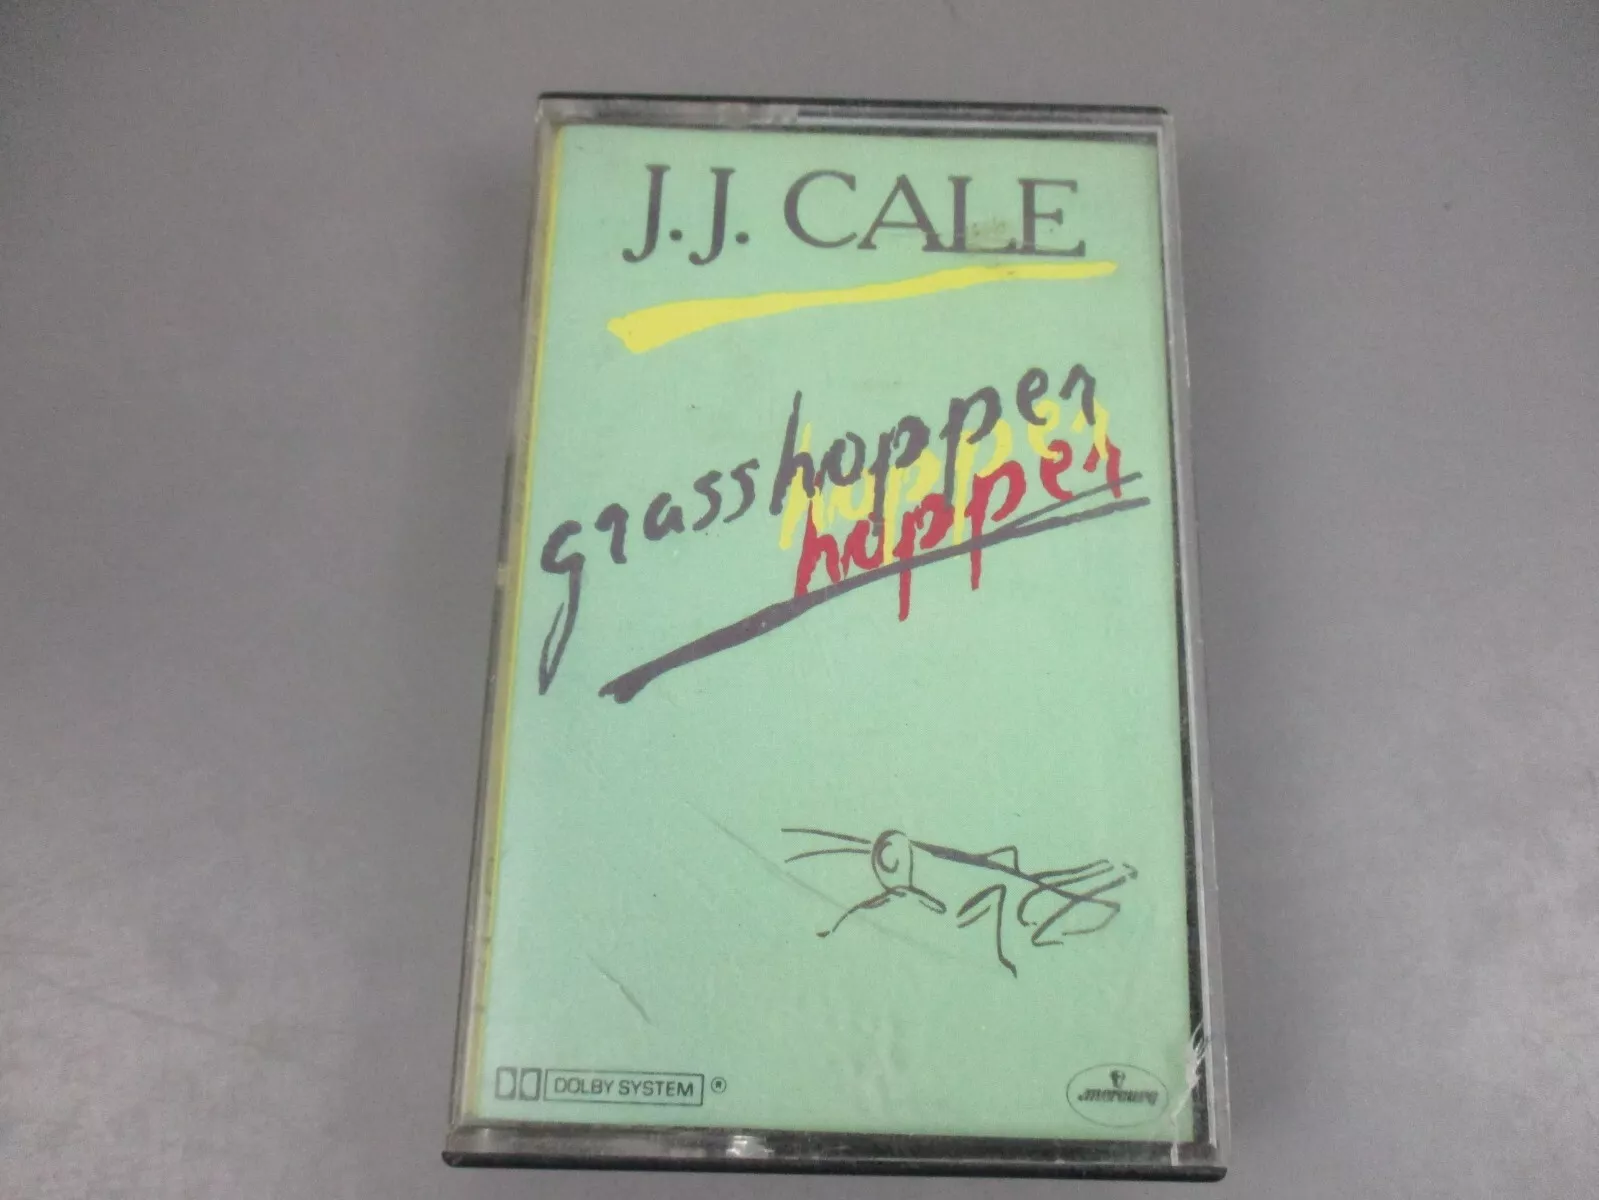 J.J. CALE
grasshopper
hopper
hopper
DOLBY SYSTEM ®
mercury